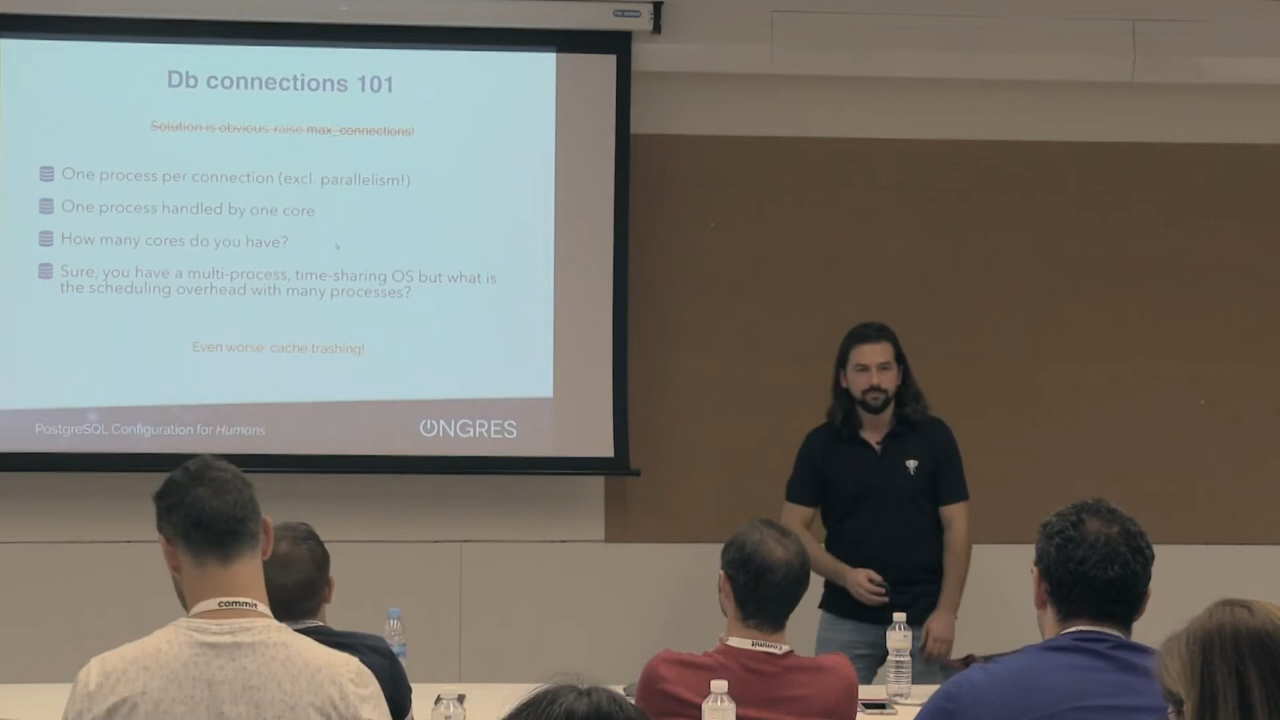 Db connections 101
Solution is obvious: raise max_connections!
One process per connection (excl. parallelism!)
One process handled by one core
How many cores do you have?
Sure, you have a multi-process, time-sharing OS but what is
the scheduling overhead with many processes?
Even worse: cache trashing!
PostgreSQL Configuration for Humans
ONGRES
commit
commit